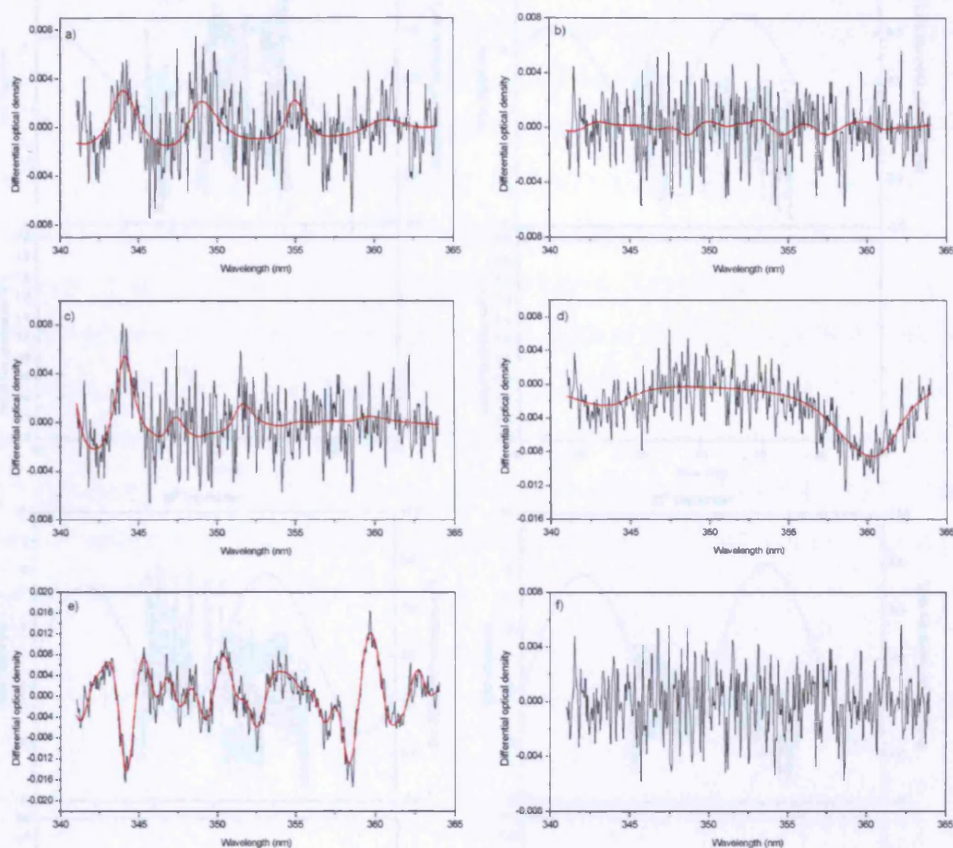 a)
Differential optical density
0.008
0.004
0.000
-0.004
-0.008
340 345 350 355 360 365
Wavelength (nm)
b)
Differential optical density
0.008
0.004
0.000
-0.004
-0.008
340 345 350 355 360 365
Wavelength (nm)
c)
Differential optical density
0.008
0.004
0.000
-0.004
-0.008
340 345 350 355 360 365
Wavelength (nm)
d)
Differential optical density
0.008
0.004
0.000
-0.004
-0.008
-0.012
-0.016
340 345 350 355 360 365
Wavelength (nm)
e)
Differential optical density
0.020
0.016
0.012
0.008
0.004
0.000
-0.004
-0.008
-0.012
-0.016
-0.020
340 345 350 355 360 365
Wavelength (nm)
f)
Differential optical density
0.008
0.004
0.000
-0.004
-0.008
340 345 350 355 360 365
Wavelength (nm)